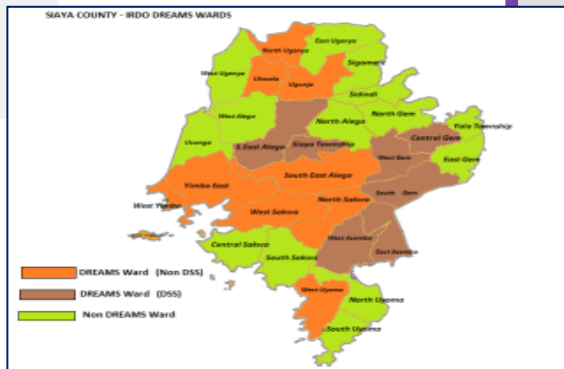 SIAYA COUNTY - IRDO DREAMS WARDS
North Ugenya
East Ugenya
West Ugenya
Sigomere
Ukwala
Ugunja
Sidindi
West Alego
North Alego
North Gem
Yala Township
Central Gem
Usonga
S.East Alego
Siaya Township
West Gem
East Gem
South East Alego
Yimbo East
South Gem
West Yimbo
North Sakwa
West Sakwa
West Asembo
Central Sakwa
East Asembo
South Sakwa
West Uyoma
North Uyoma
South Uyoma
DREAMS Ward (Non DSS)
DREAMS Ward (DSS)
Non DREAMS Ward